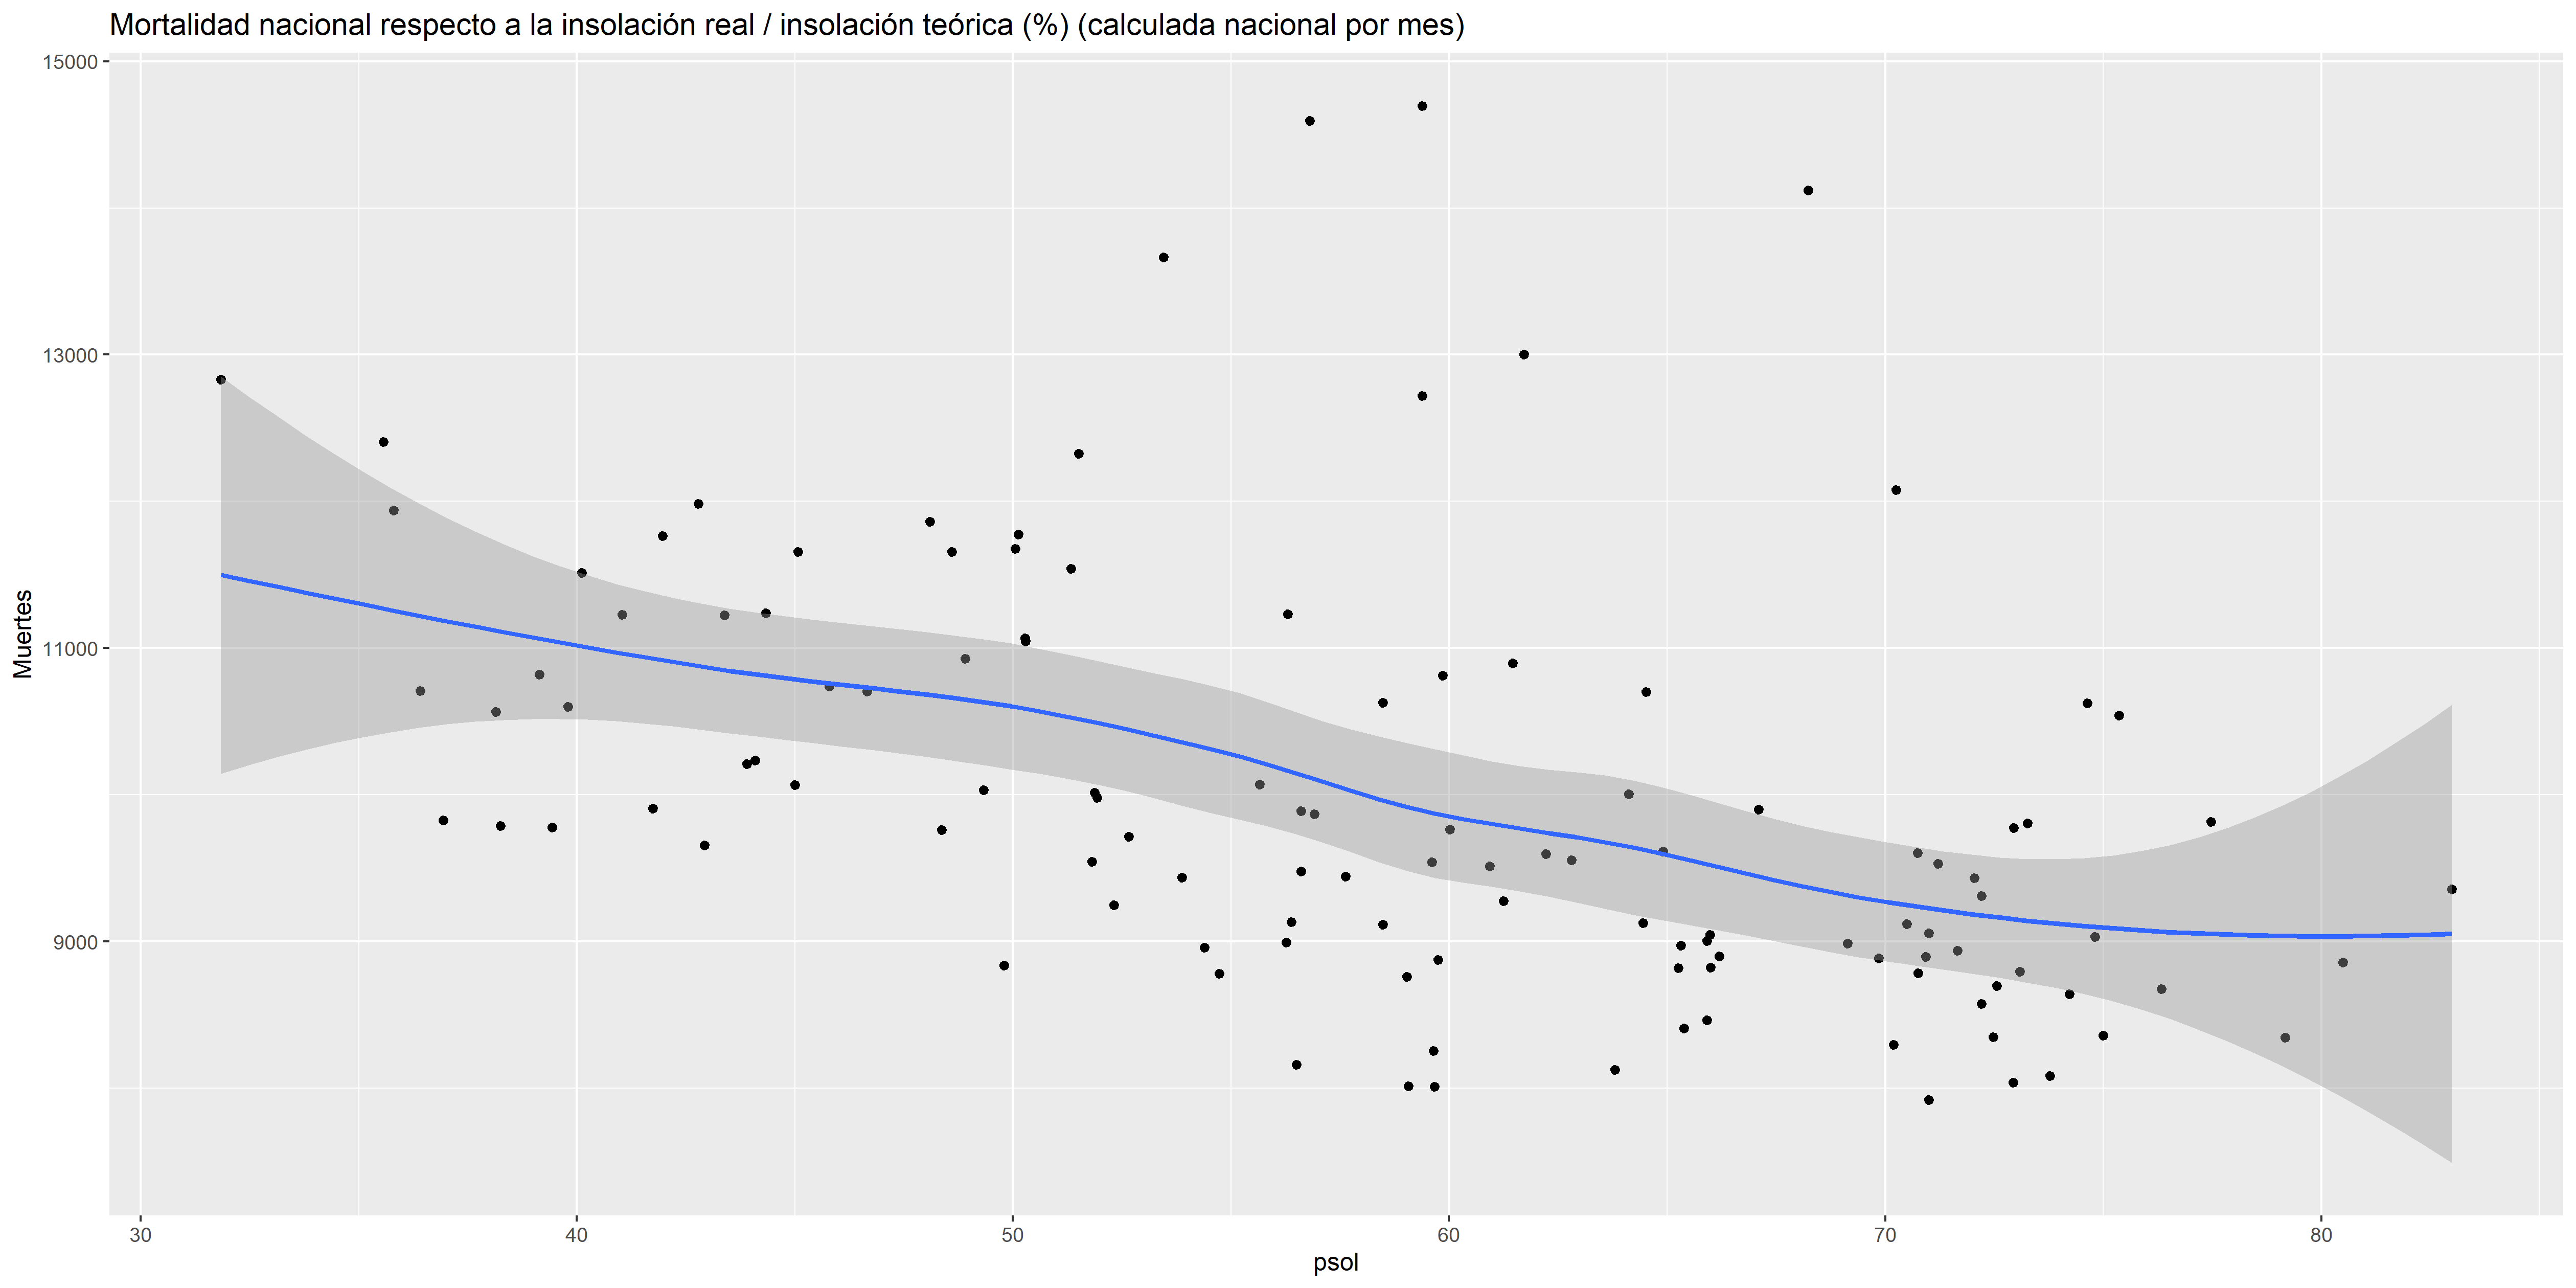 Mortalidad nacional respecto a la insolación real / insolación teórica (%) (calculada nacional por mes)
15000
13000
11000
9000
Muertes
30 40 50 60 70 80
psol